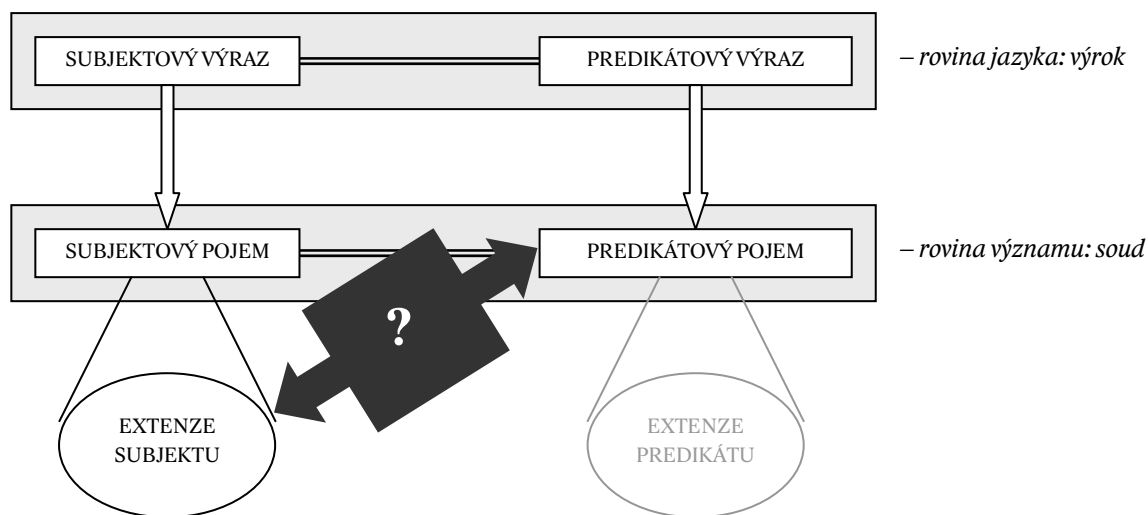 SUBJEKTOVÝ VÝRAZ
PREDIKÁTOVÝ VÝRAZ
– rovina jazyka: výrok
SUBJEKTOVÝ POJEM
PREDIKÁTOVÝ POJEM
– rovina významu: soud
?
EXTENZE
SUBJEKTU
EXTENZE
PREDIKÁTU